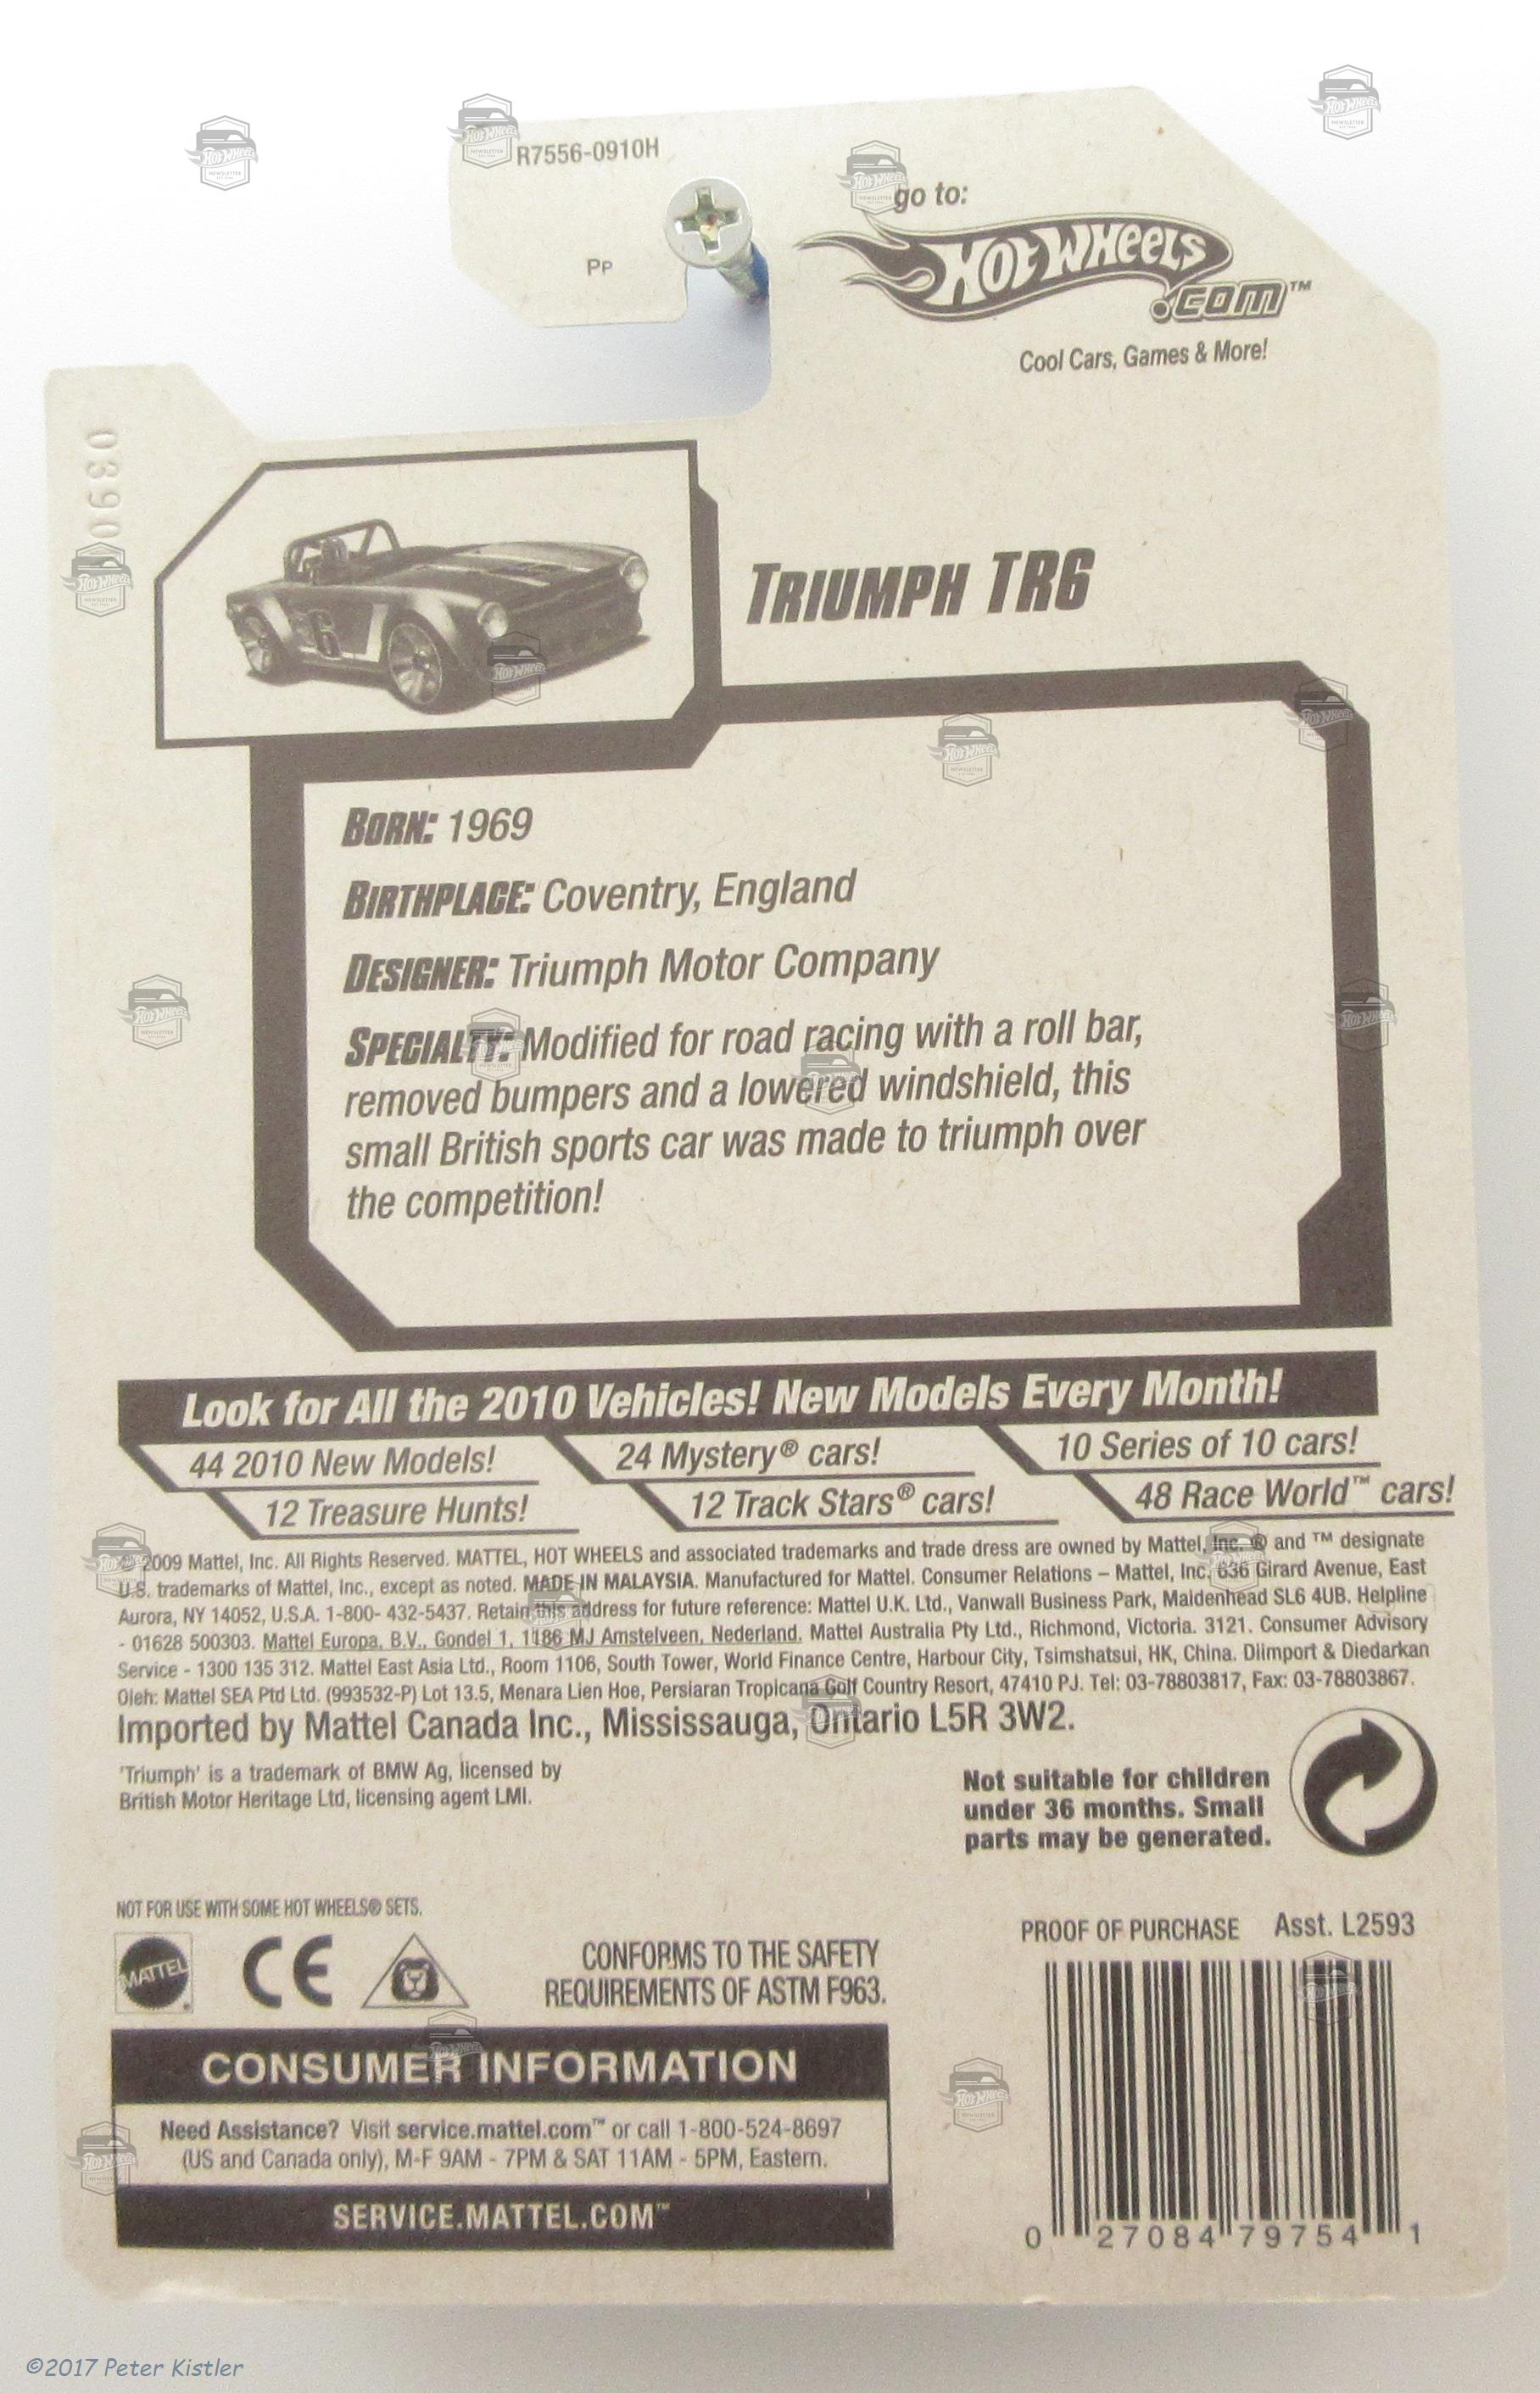 R7556-0910H
Pp
go to:
Hot Wheels
.com™
Cool Cars, Games & More!
0390
Triumph TR6
6
Born: 1969
Birthplace: Coventry, England
Designer: Triumph Motor Company
Specialty: Modified for road racing with a roll bar,
removed bumpers and a lowered windshield, this
small British sports car was made to triumph over
the competition!
Look for All the 2010 Vehicles! New Models Every Month!
44 2010 New Models!
24 Mystery® cars!
10 Series of 10 cars!
12 Treasure Hunts!
12 Track Stars® cars!
48 Race World™ cars!
© 2009 Mattel, Inc. All Rights Reserved. MATTEL, HOT WHEELS and associated trademarks and trade dress are owned by Mattel, Inc. ® and ™ designate
U.S. trademarks of Mattel, Inc., except as noted. MADE IN MALAYSIA. Manufactured for Mattel. Consumer Relations – Mattel, Inc. 636 Girard Avenue, East
Aurora, NY 14052, U.S.A. 1-800- 432-5437. Retain this address for future reference: Mattel U.K. Ltd., Vanwall Business Park, Maidenhead SL6 4UB. Helpline
- 01628 500303. Mattel Europa, B.V., Gondel 1, 1186 MJ Amstelveen, Nederland. Mattel Australia Pty Ltd., Richmond, Victoria. 3121. Consumer Advisory
Service - 1300 135 312. Mattel East Asia Ltd., Room 1106, South Tower, World Finance Centre, Harbour City, Tsimshatsui, HK, China. Diimport & Diedarkan
Oleh: Mattel SEA Ptd Ltd. (993532-P) Lot 13.5, Menara Lien Hoe, Persiaran Tropicana Golf Country Resort, 47410 PJ. Tel: 03-78803817, Fax: 03-78803867.
Imported by Mattel Canada Inc., Mississauga, Ontario L5R 3W2.
'Triumph' is a trademark of BMW Ag, licensed by
British Motor Heritage Ltd, licensing agent LMI.
Not suitable for children
under 36 months. Small
parts may be generated.
NOT FOR USE WITH SOME HOT WHEELS® SETS.
MATTEL
CE
CONFORMS TO THE SAFETY
REQUIREMENTS OF ASTM F963.
PROOF OF PURCHASE Asst. L2593
CONSUMER INFORMATION
Need Assistance? Visit service.mattel.com™ or call 1-800-524-8697
(US and Canada only), M-F 9AM - 7PM & SAT 11AM - 5PM, Eastern.
SERVICE.MATTEL.COM™
0 27084 79754 1
©2017 Peter Kistler